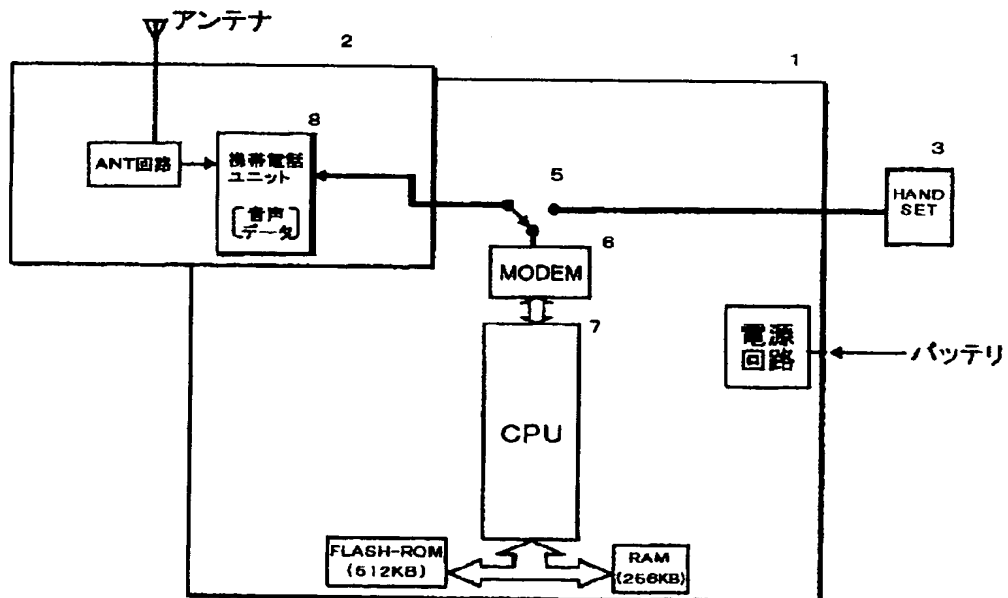 アンテナ
2
1
8
ANT回路
携帯電話
ユニット
音声
データ
5
3
HAND
SET
6
MODEM
7
電源
回路
バッテリ
CPU
FLASH-ROM
(512KB)
RAM
(256KB)